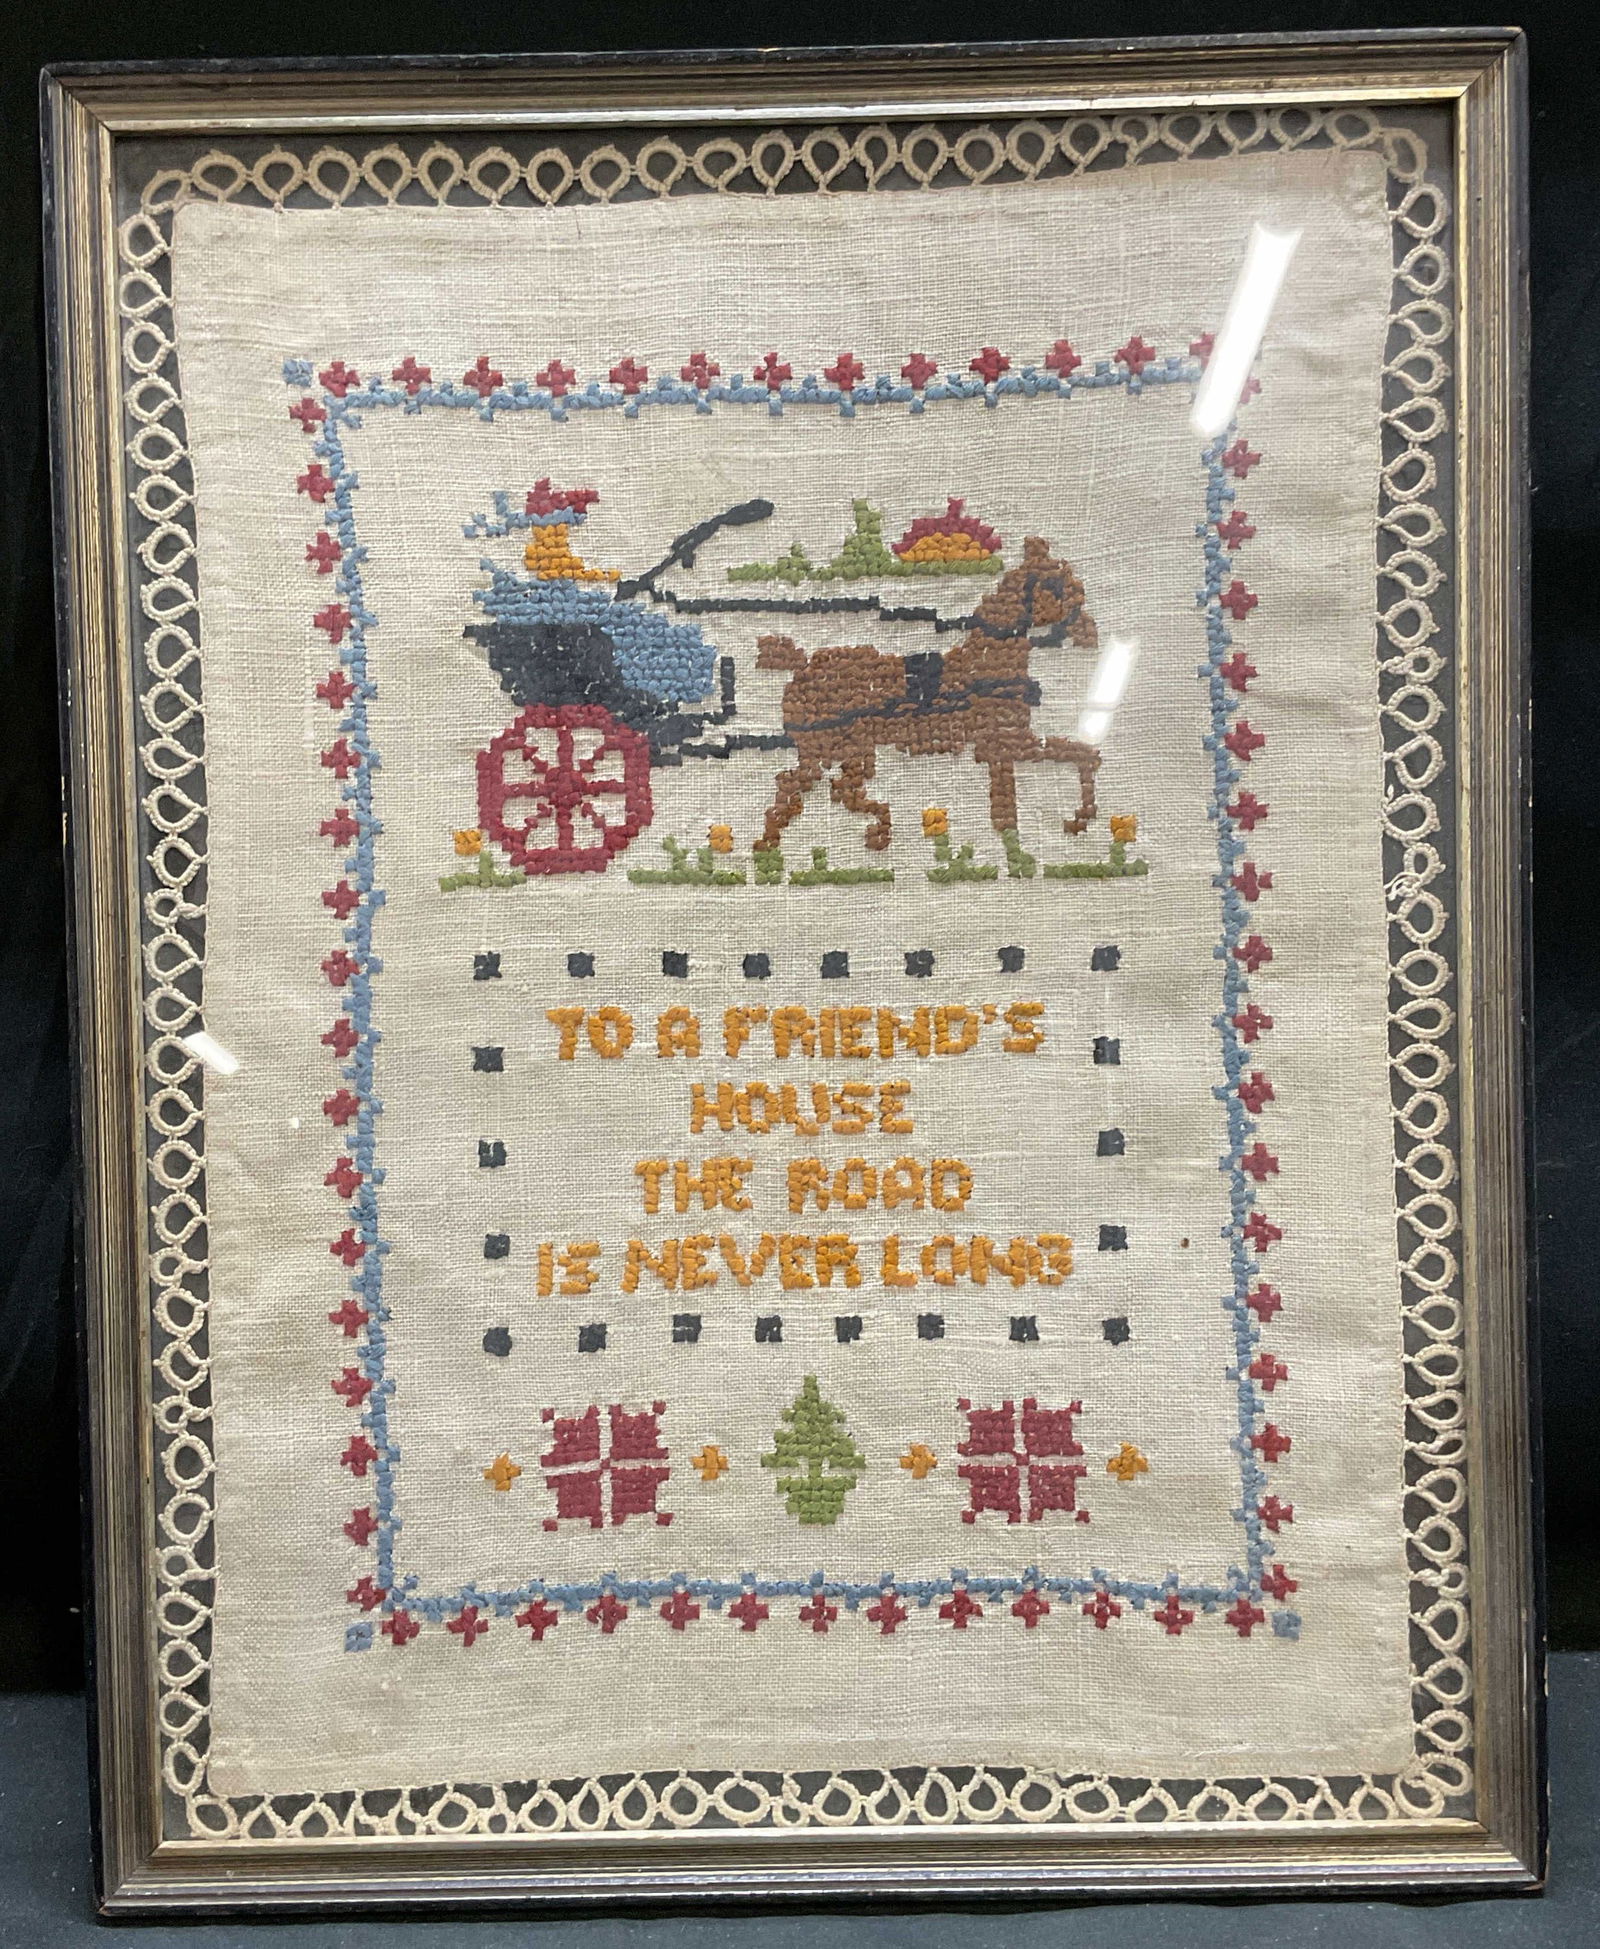 TO A FRIEND'S
HOUSE
THE ROAD
IS NEVER LONG